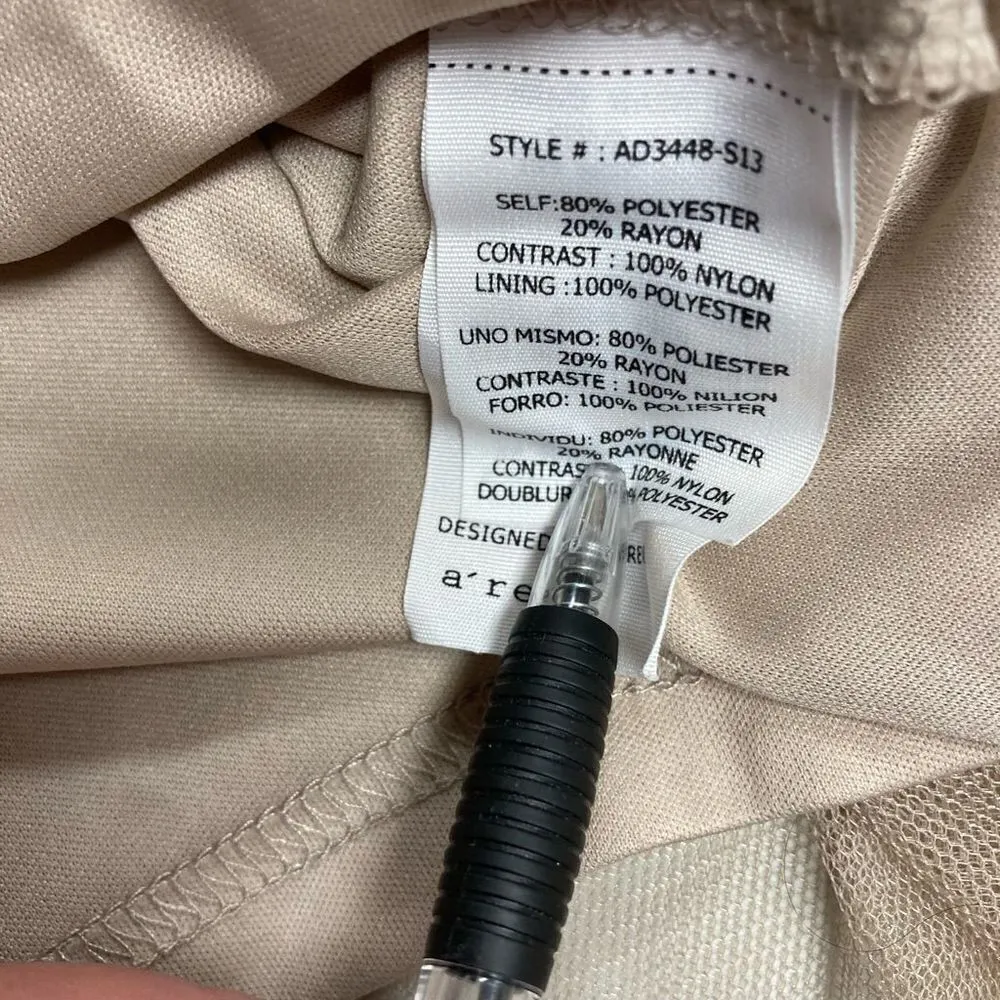 STYLE # : AD3448-S13
SELF:80% POLYESTER
20% RAYON
CONTRAST : 100% NYLON
LINING :100% POLYESTER
UNO MISMO: 80% POLIESTER
20% RAYON
CONTRASTE : 100% NILION
FORRO: 100% POLIESTER
INDIVIDU: 80% POLYESTER
20% RAYONNE
100% NYLON
POLYESTER
DESIGNED